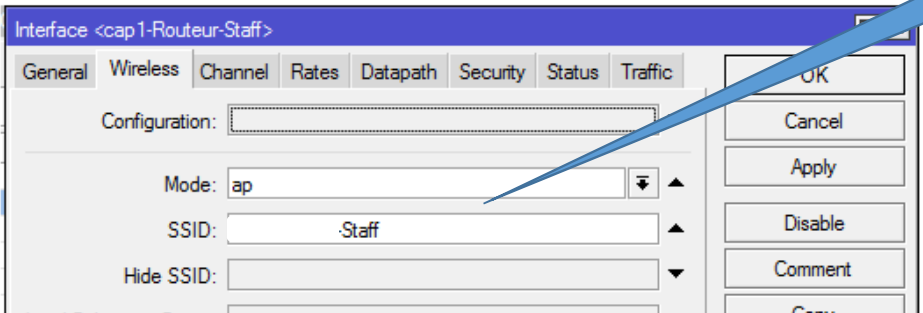 Interface <cap1-Routeur-Staff>
General Wireless Channel Rates Datapath Security Status Traffic
OK
Configuration:
Cancel
Mode: ap
Apply
SSID: -Staff
Disable
Hide SSID:
Comment
Copy